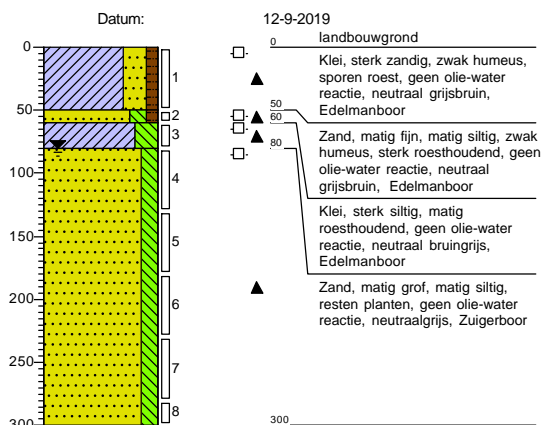 Datum: 12-9-2019
0
50
100
150
200
250
300
1
2
3
4
5
6
7
8
0
landbouwgrond
Klei, sterk zandig, zwak humeus,
sporen roest, geen olie-water
reactie, neutraal grijsbruin,
Edelmanboor
50
60
Zand, matig fijn, matig siltig, zwak
humeus, sterk roesthoudend, geen
olie-water reactie, neutraal
grijsbruin, Edelmanboor
80
Klei, sterk siltig, matig
roesthoudend, geen olie-water
reactie, neutraal bruingrijs,
Edelmanboor
Zand, matig grof, matig siltig,
resten planten, geen olie-water
reactie, neutraalgrijs, Zuigerboor
300